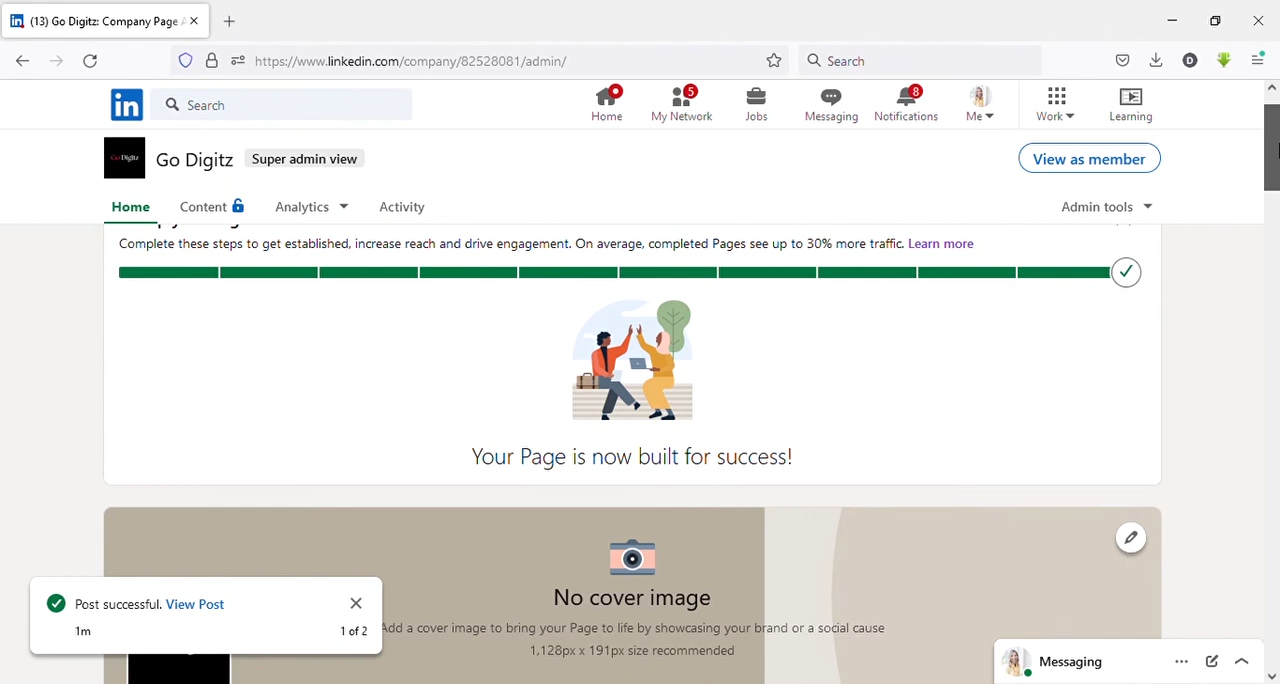 (13) Go Digitz: Company Page A
https://www.linkedin.com/company/82528081/admin/
Search
in
Search
Home
5
My Network
Jobs
Messaging
8
Notifications
Me
Work
Learning
Go Digitz
Go Digitz
Super admin view
View as member
Home
Content
Analytics
Activity
Admin tools
Complete these steps to get established, increase reach and drive engagement. On average, completed Pages see up to 30% more traffic. Learn more
Your Page is now built for success!
No cover image
Add a cover image to bring your Page to life by showcasing your brand or a social cause
1,128px x 191px size recommended
Post successful. View Post
1m
1 of 2
Messaging